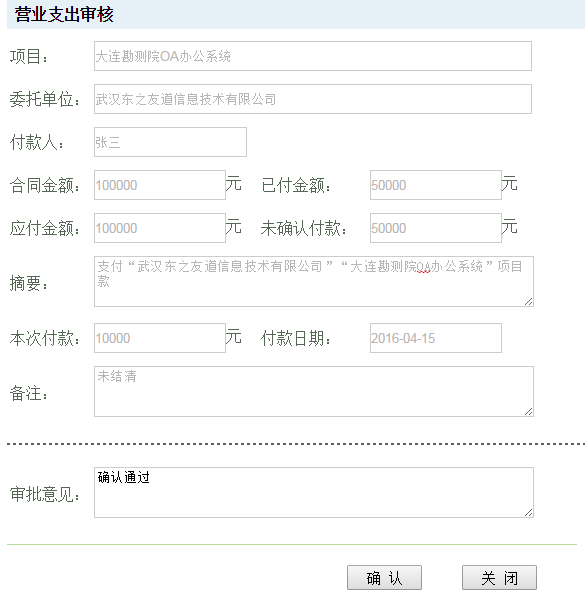 营业支出审核
项目： 大连勘测院OA办公系统
委托单位： 武汉东之友道信息技术有限公司
付款人： 张三
合同金额： 100000 元 已付金额： 50000 元
应付金额： 100000 元 未确认付款： 50000 元
摘要： 支付“武汉东之友道信息技术有限公司”“大连勘测院OA办公系统”项目
款
本次付款： 10000 元 付款日期： 2016-04-15
备注： 未结清
审批意见： 确认通过
确 认 关 闭